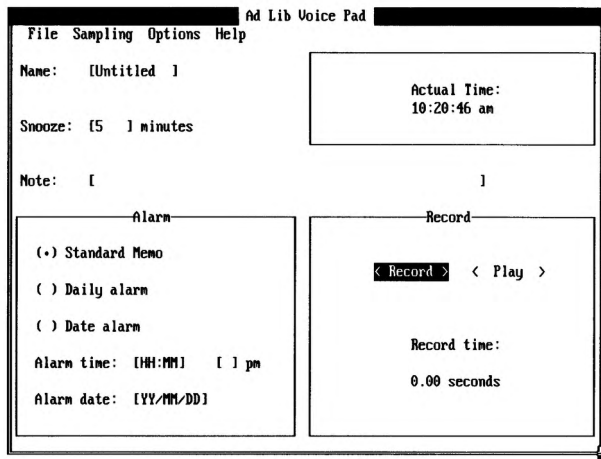 Ad Lib Voice Pad
File Sampling Options Help
Name: [Untitled ]
Actual Time:
10:20:46 am
Snooze: [5 ] minutes
Note: [ ]
Alarm
(•) Standard Memo
( ) Daily alarm
( ) Date alarm
Alarm time: [HH:MM] [ ] pm
Alarm date: [YY/MM/DD]
Record
< Record > < Play >
Record time:
0.00 seconds